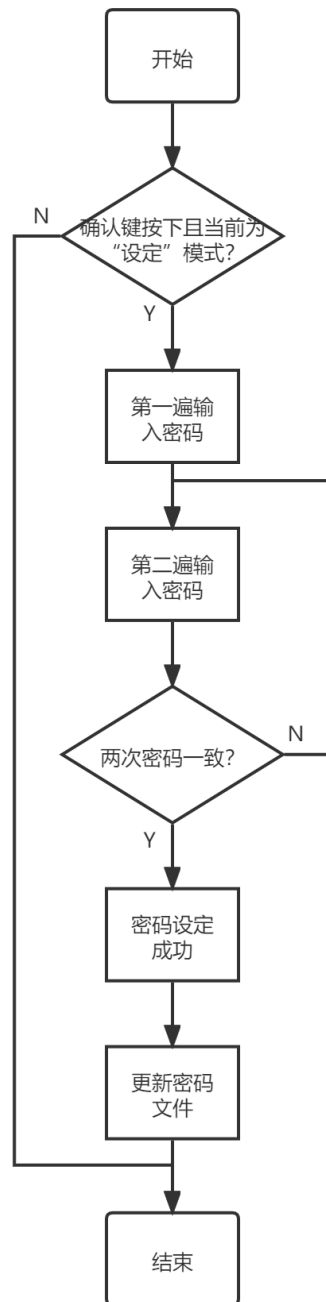 开始
N
确认键按下且当前为
“设定”模式?
Y
第一遍输
入密码
第二遍输
入密码
两次密码一致?
N
Y
密码设定
成功
更新密码
文件
结束